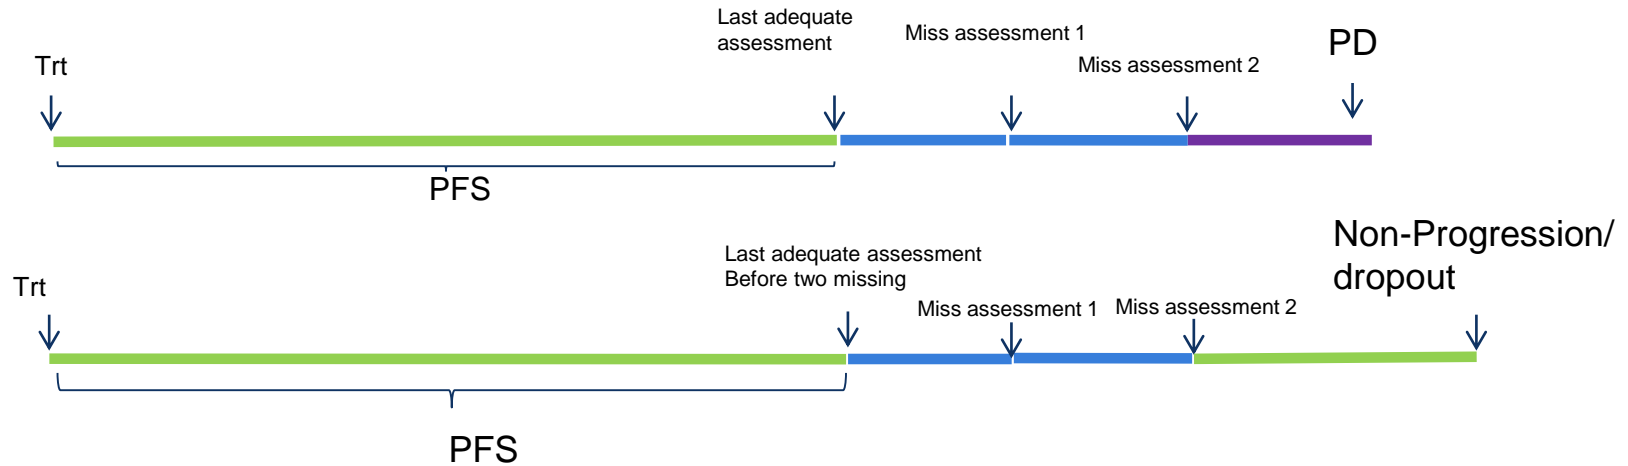 Last adequate
assessment
Miss assessment 1
PD
Trt
Miss assessment 2
PFS
Non-Progression/
dropout
Last adequate assessment
Before two missing
Trt
Miss assessment 1
Miss assessment 2
PFS